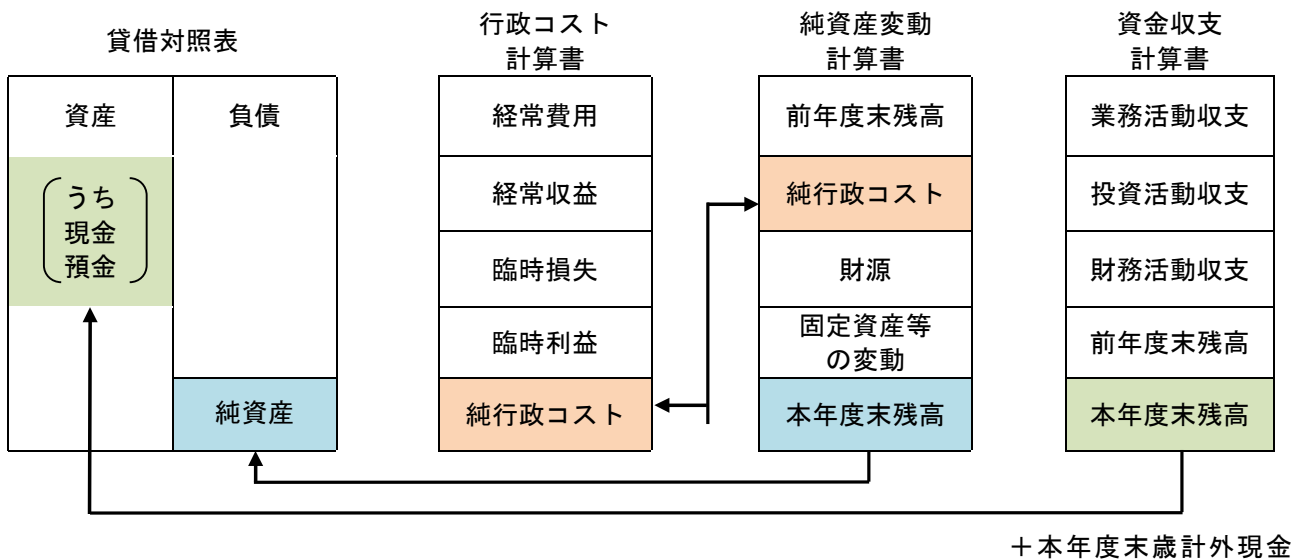 貸借対照表
資産
負債
うち
現金
預金
純資産
行政コスト
計算書
経常費用
経常収益
臨時損失
臨時利益
純行政コスト
純資産変動
計算書
前年度末残高
純行政コスト
財源
固定資産等
の変動
本年度末残高
資金収支
計算書
業務活動収支
投資活動収支
財務活動収支
前年度末残高
本年度末残高
＋本年度末歳計外現金